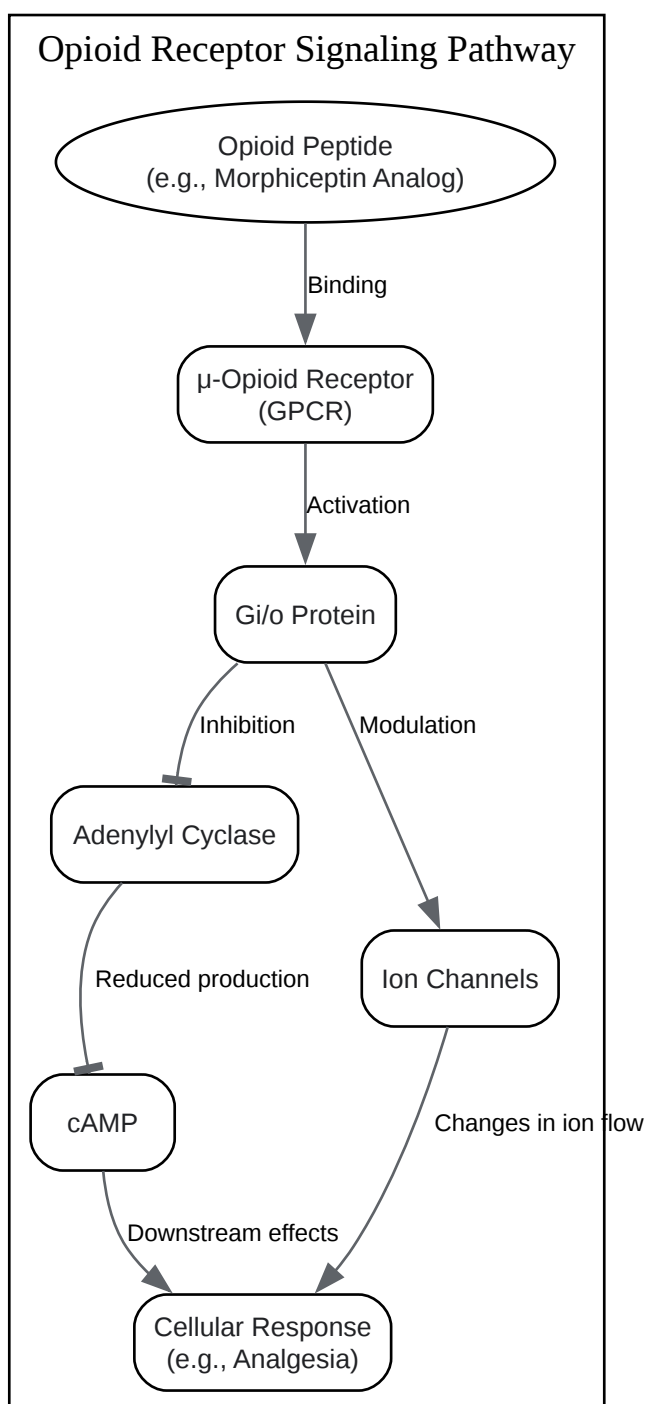 Opioid Receptor Signaling Pathway
Opioid Peptide
(e.g., Morphiceptin Analog)
Binding
μ-Opioid Receptor
(GPCR)
Activation
Gi/o Protein
Inhibition
Modulation
Adenylyl Cyclase
Reduced production
Ion Channels
cAMP
Changes in ion flow
Downstream effects
Cellular Response
(e.g., Analgesia)